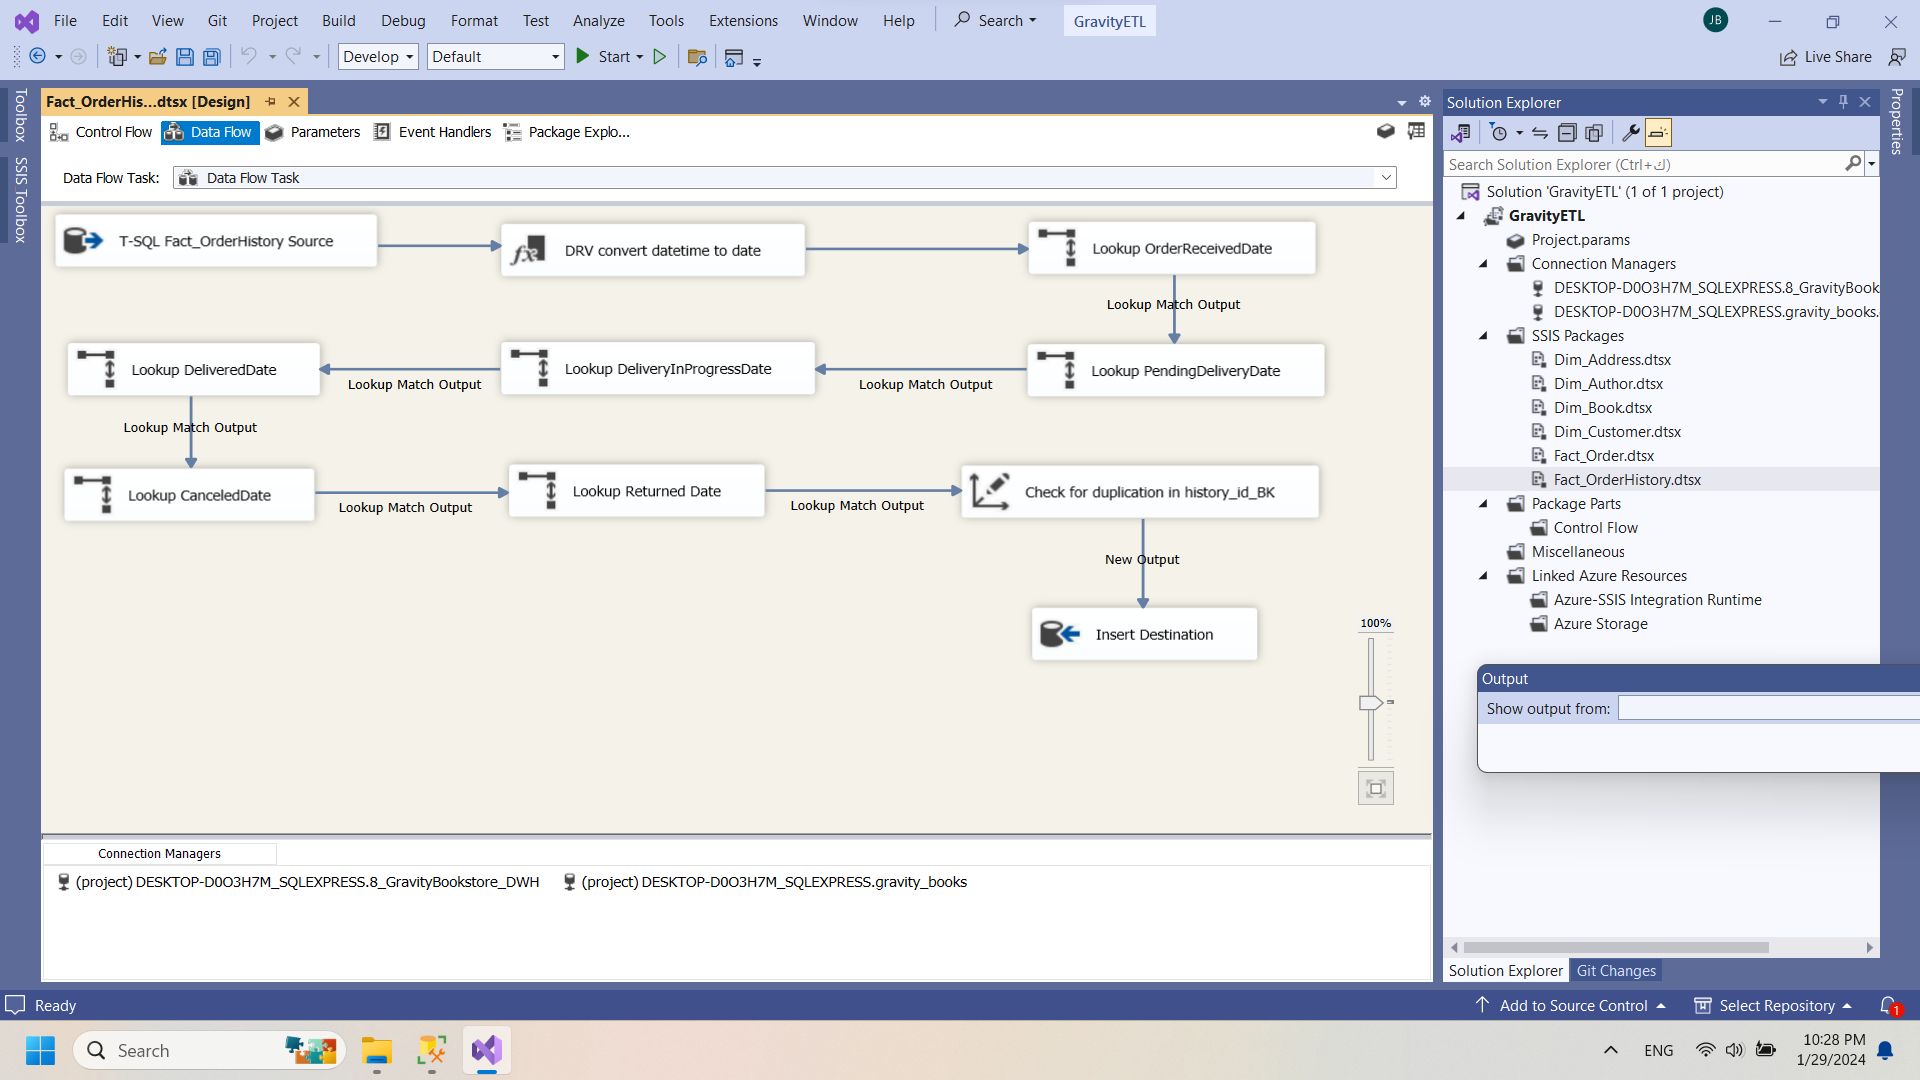 File Edit View Git Project Build Debug Format Test Analyze Tools Extensions Window Help Search GravityETL JB
Develop Default Start Live Share
Toolbox
SSIS Toolbox
Fact_OrderHis...dtsx [Design]
Control Flow Data Flow Parameters Event Handlers Package Explo...
Data Flow Task: Data Flow Task
T-SQL Fact_OrderHistory Source
DRV convert datetime to date
Lookup OrderReceivedDate
Lookup Match Output
Lookup DeliveredDate
Lookup Match Output
Lookup DeliveryInProgressDate
Lookup Match Output
Lookup PendingDeliveryDate
Lookup Match Output
Lookup CanceledDate
Lookup Match Output
Lookup Returned Date
Lookup Match Output
Check for duplication in history_id_BK
New Output
Insert Destination
100%
Connection Managers
(project) DESKTOP-D0O3H7M_SQLEXPRESS.8_GravityBookstore_DWH (project) DESKTOP-D0O3H7M_SQLEXPRESS.gravity_books
Solution Explorer
Search Solution Explorer (Ctrl+ك)
Solution 'GravityETL' (1 of 1 project)
GravityETL
Project.params
Connection Managers
DESKTOP-D0O3H7M_SQLEXPRESS.8_GravityBook
DESKTOP-D0O3H7M_SQLEXPRESS.gravity_books.
SSIS Packages
Dim_Address.dtsx
Dim_Author.dtsx
Dim_Book.dtsx
Dim_Customer.dtsx
Fact_Order.dtsx
Fact_OrderHistory.dtsx
Package Parts
Control Flow
Miscellaneous
Linked Azure Resources
Azure-SSIS Integration Runtime
Azure Storage
Output
Show output from:
Solution Explorer Git Changes
Properties
Ready Add to Source Control Select Repository 1
Search ENG 10:28 PM
1/29/2024